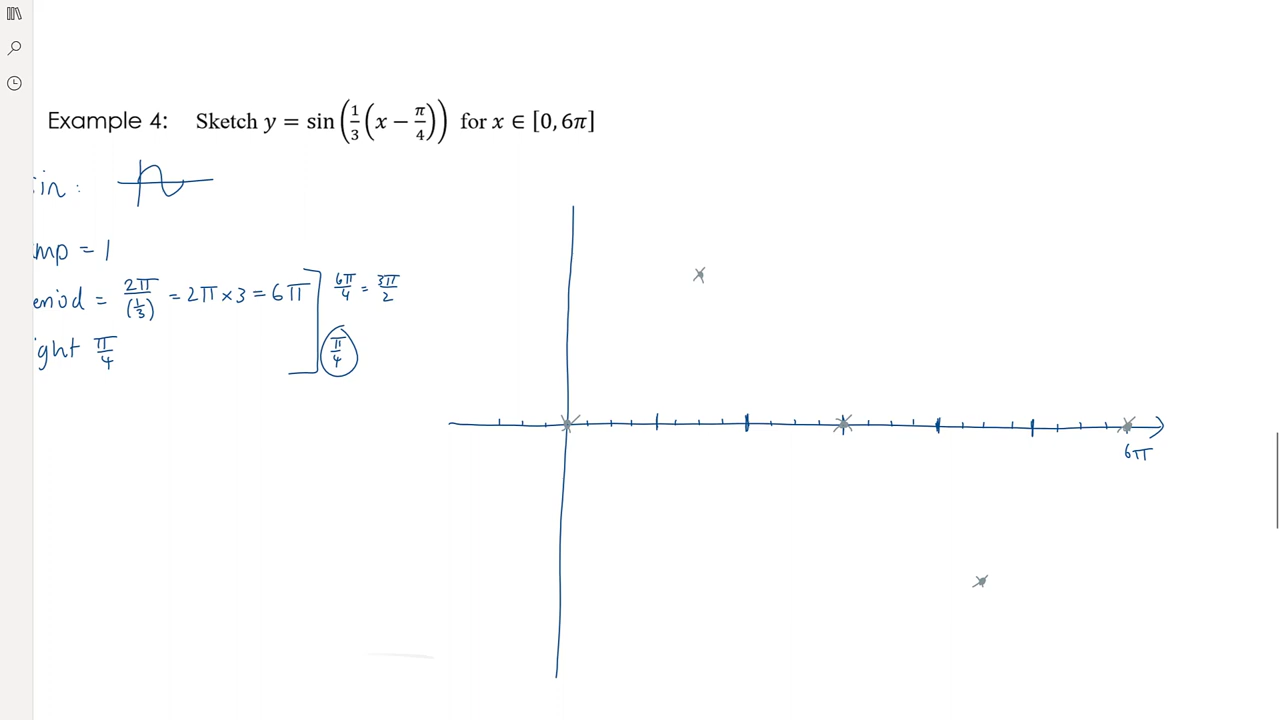 Example 4: Sketch y = sin(1/3(x − π/4)) for x ∈ [0, 6π]
in:
mp = 1
eriod = 2π/(1/3) = 2π × 3 = 6π
6π/4 = 3π/2
ight π/4
π/4
6π